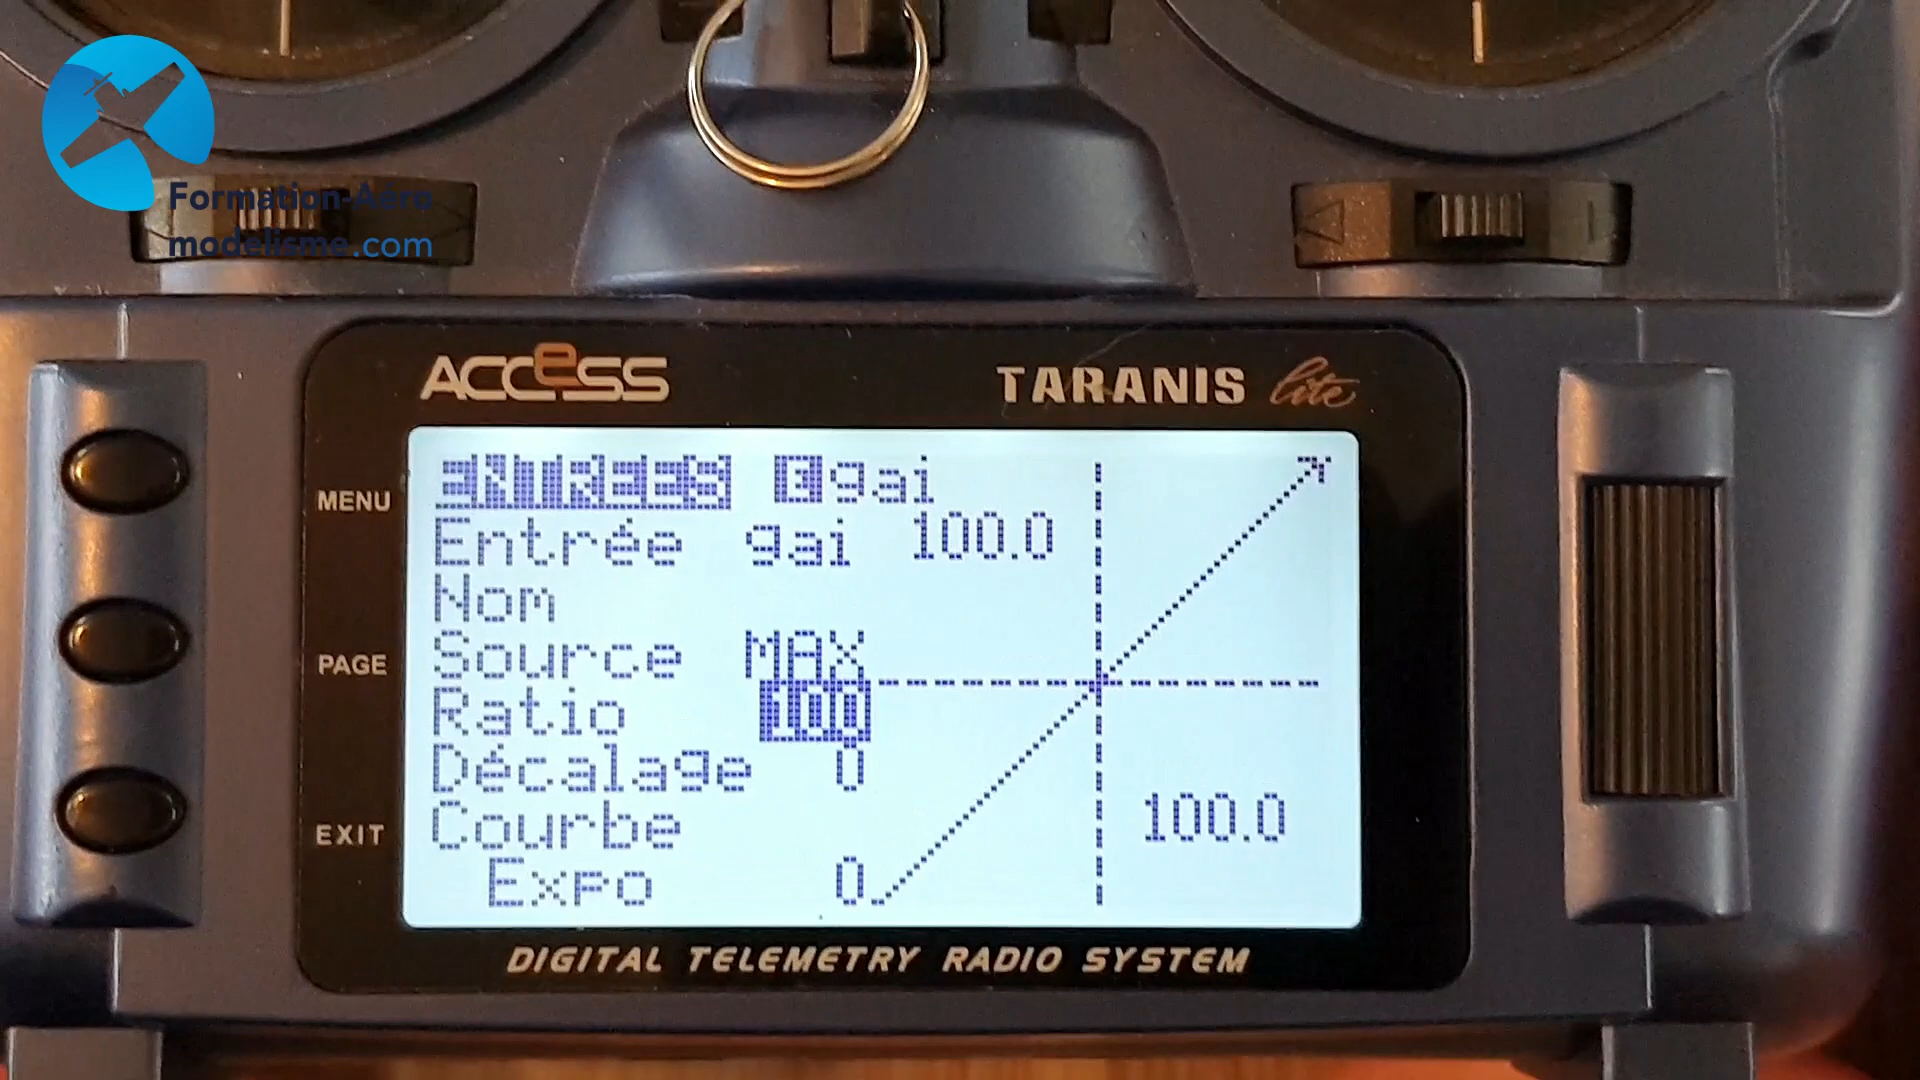 Formation-Aéro
modelisme.com
ACCESS
TARANIS lite
MENU
PAGE
EXIT
ENTREES gai
Entrée gai 100.0
Nom
Source MAX
Ratio 100
Décalage 0
Courbe
100.0
Expo 0
DIGITAL TELEMETRY RADIO SYSTEM